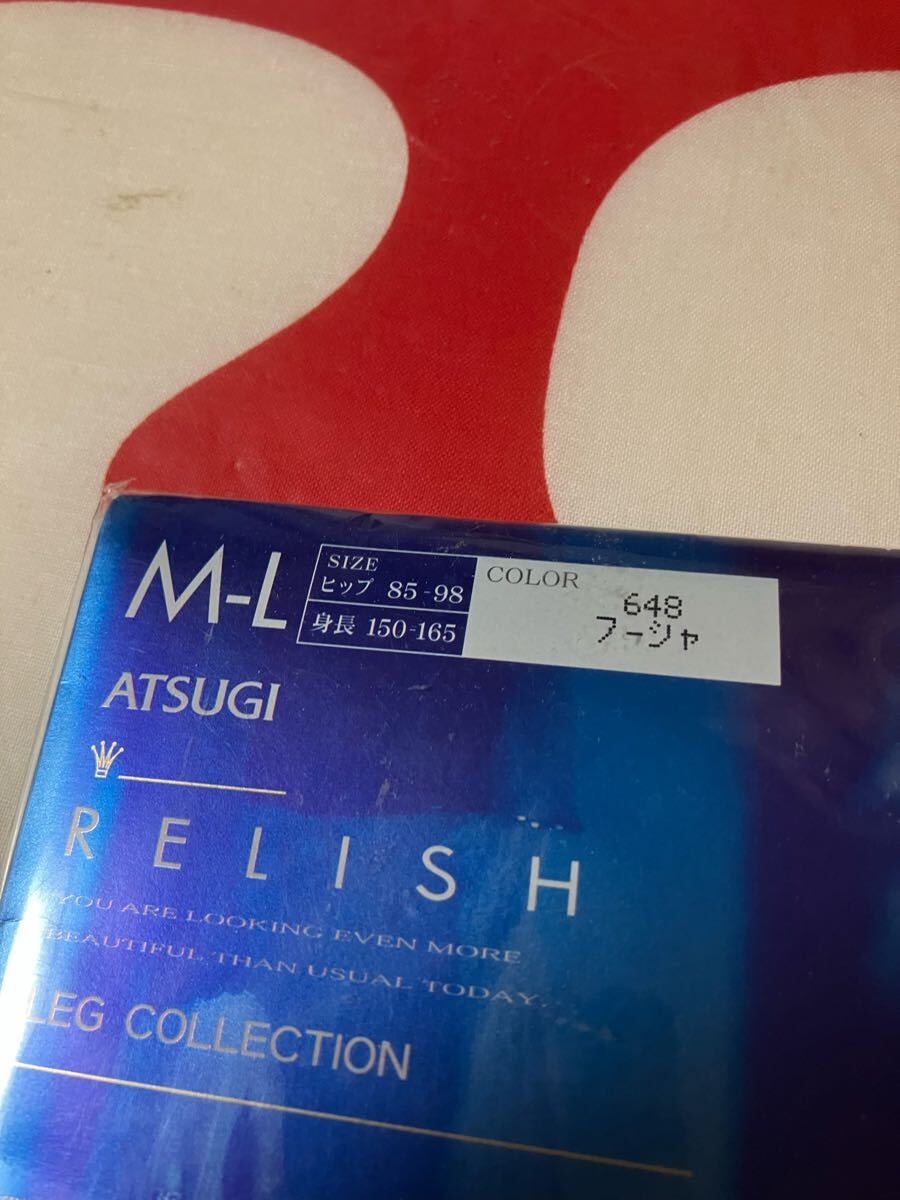 M-L
SIZE
ヒップ 85-98
身長 150-165
COLOR
648
フーシャ
ATSUGI
RELISH
YOU ARE LOOKING EVEN MORE
BEAUTIFUL THAN USUAL TODAY...
LEG COLLECTION